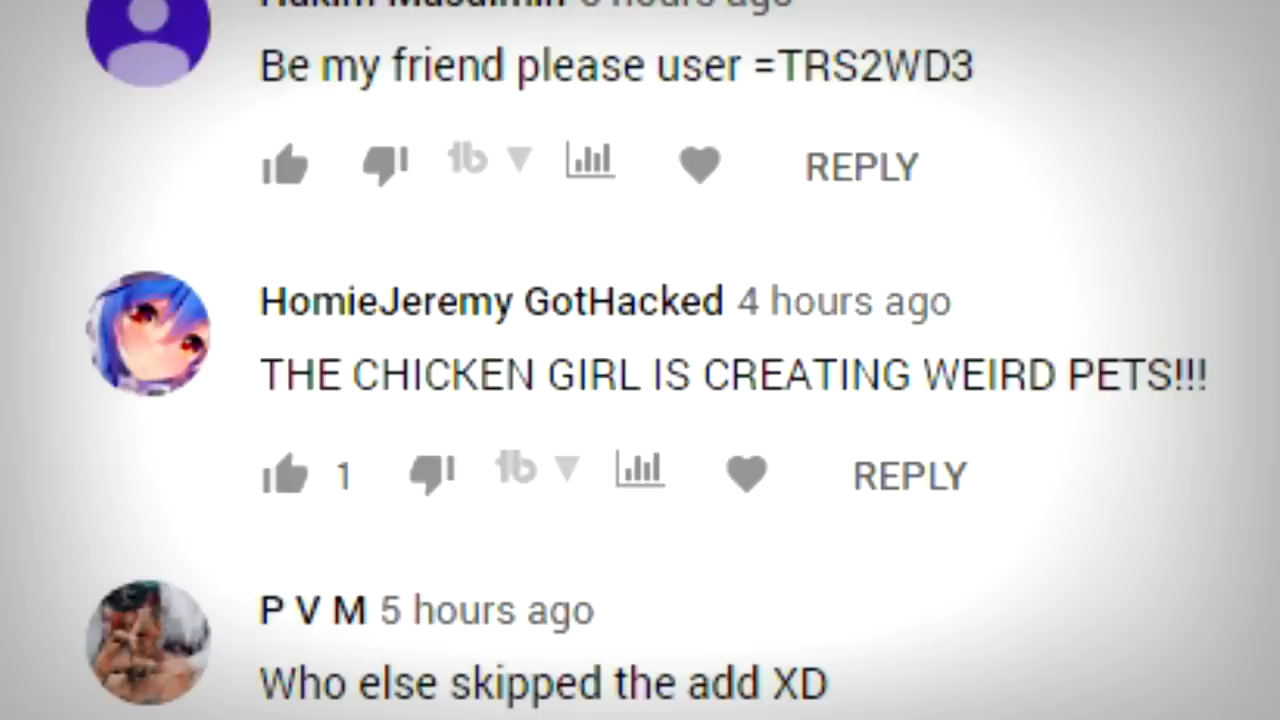 Be my friend please user =TRS2WD3
REPLY
HomieJeremy GotHacked 4 hours ago
THE CHICKEN GIRL IS CREATING WEIRD PETS!!!
1 REPLY
P V M 5 hours ago
Who else skipped the add XD